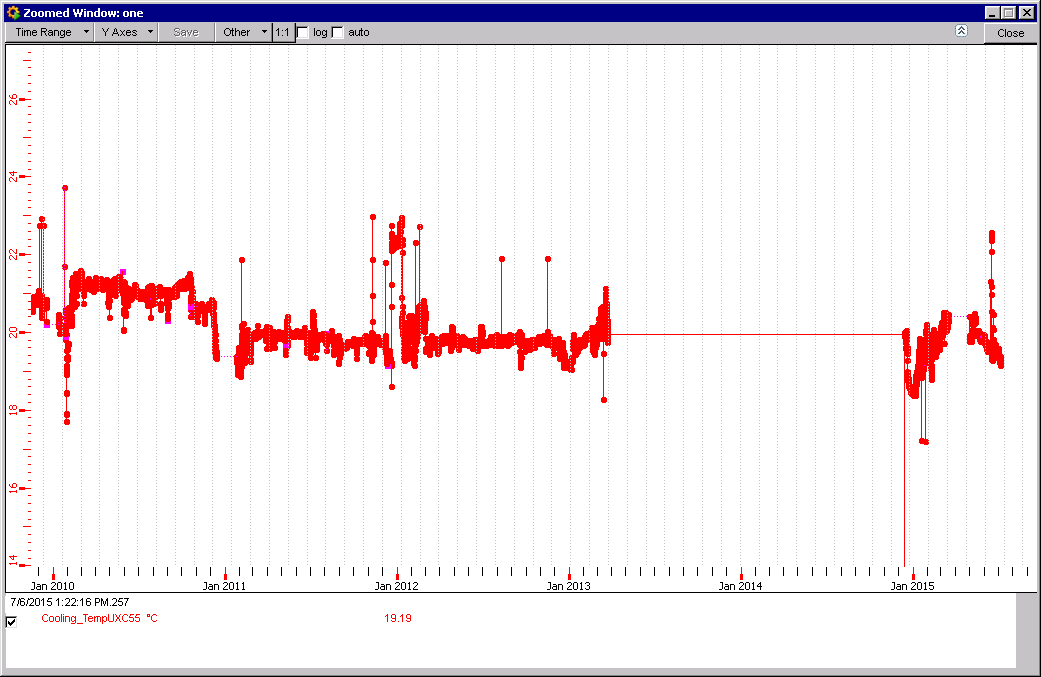 Zoomed Window: one
Time Range Y Axes Save Other 1:1 log auto Close
26
24
22
20
18
16
14
Jan 2010 Jan 2011 Jan 2012 Jan 2013 Jan 2014 Jan 2015
7/6/2015 1:22:16 PM.257
Cooling_TempUXC55 °C 19.19